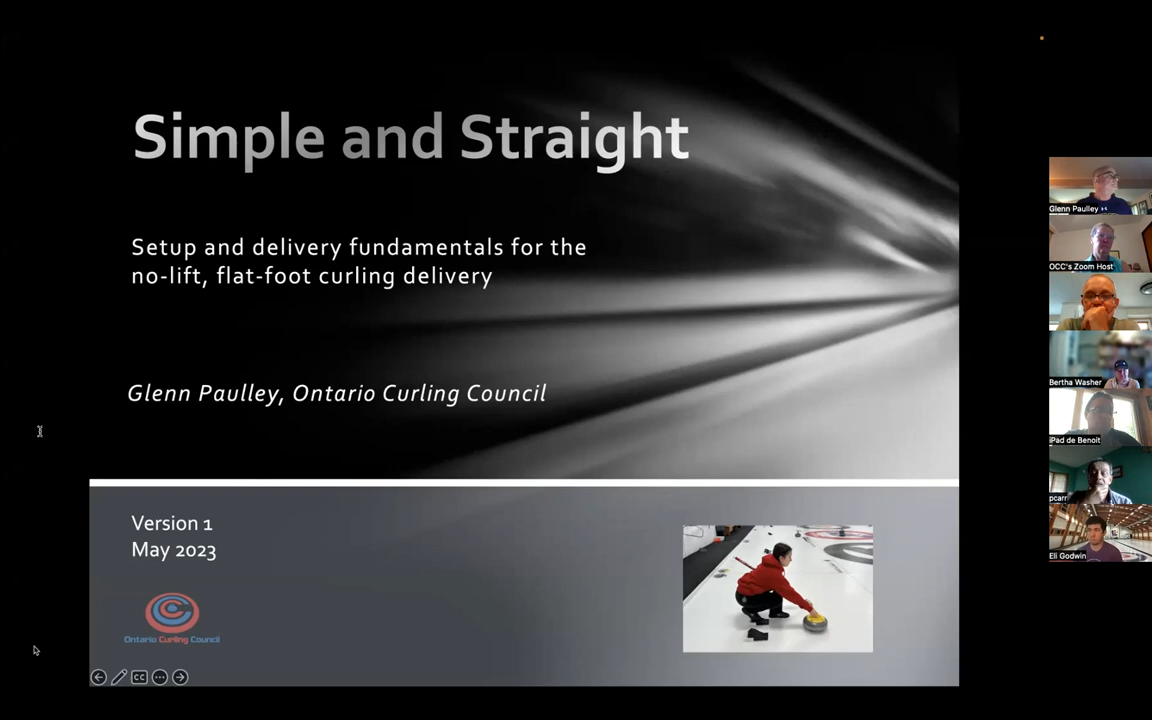 Simple and Straight
Setup and delivery fundamentals for the
no-lift, flat-foot curling delivery
Glenn Paulley, Ontario Curling Council
Version 1
May 2023
Ontario Curling Council
CC
Glenn Paulley
OCC's Zoom Host
Bertha Washer
iPad de Benoit
pcarr
Eli Godwin